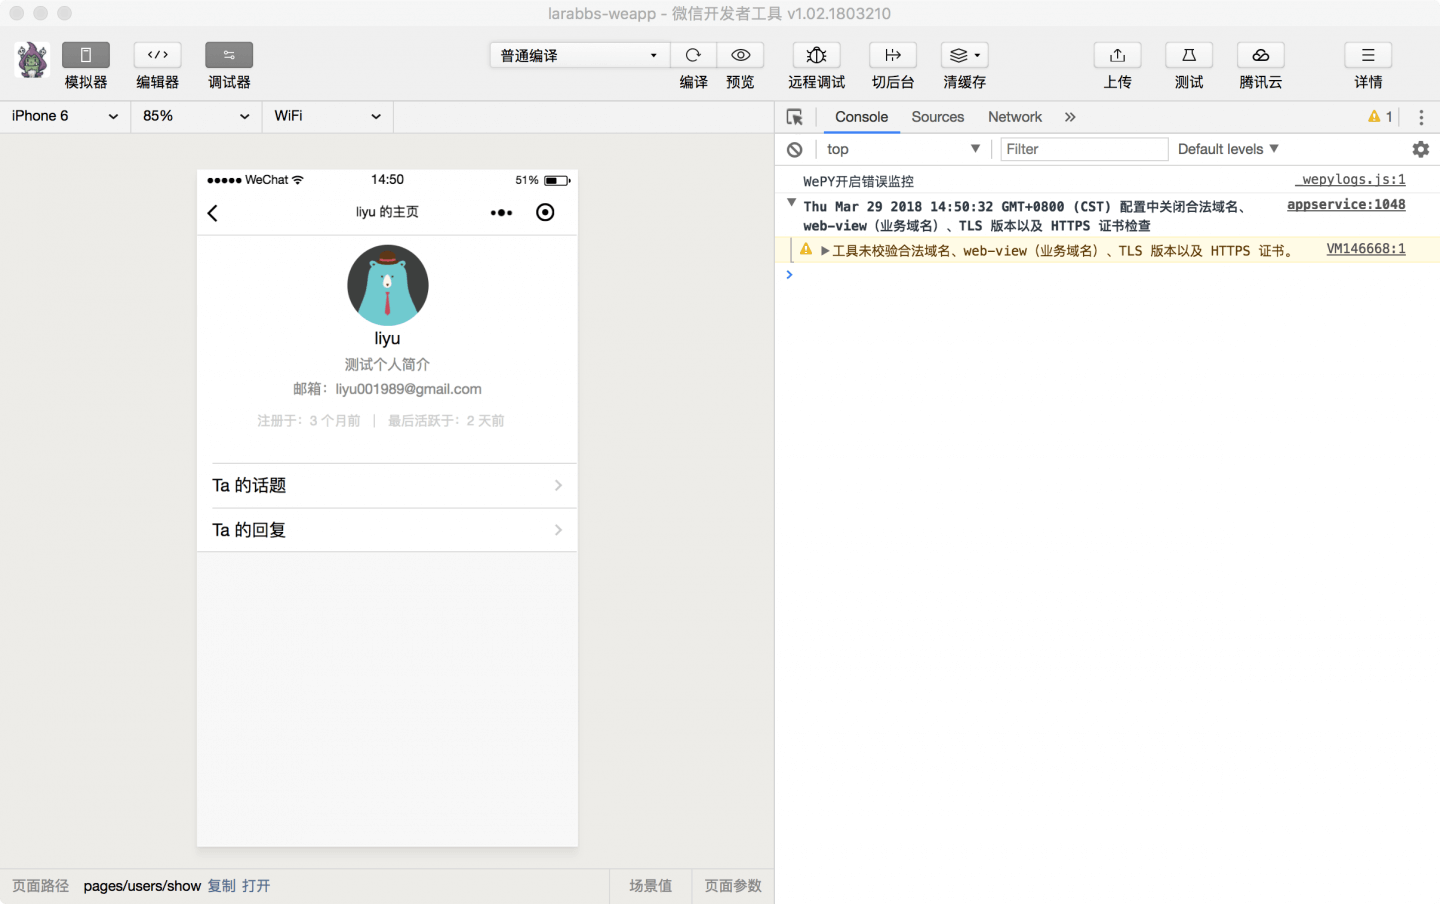 larabbs-weapp - 微信开发者工具 v1.02.1803210
模拟器 编辑器 调试器 普通编译 编译 预览 远程调试 切后台 清缓存 上传 测试 腾讯云 详情
iPhone 6 85% WiFi
Console Sources Network » 1
top Filter Default levels
WeChat 14:50 51%
liyu 的主页
liyu
测试个人简介
邮箱：liyu001989@gmail.com
注册于：3 个月前 | 最后活跃于：2 天前
Ta 的话题
Ta 的回复
WePY开启错误监控 _wepylogs.js:1
Thu Mar 29 2018 14:50:32 GMT+0800 (CST) 配置中关闭合法域名、 appservice:1048
web-view（业务域名）、TLS 版本以及 HTTPS 证书检查
工具未校验合法域名、web-view（业务域名）、TLS 版本以及 HTTPS 证书。 VM146668:1
页面路径 pages/users/show 复制 打开 场景值 页面参数